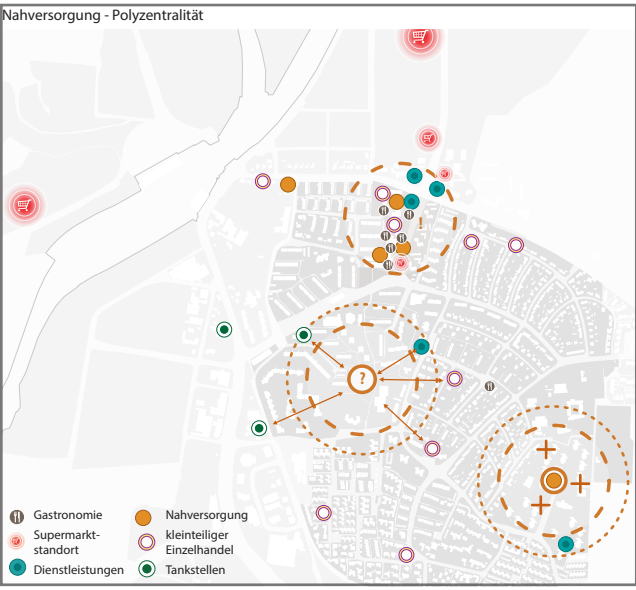 Nahversorgung - Polyzentralität
!
?
Gastronomie
Nahversorgung
Supermarkt-
standort
kleinteiliger
Einzelhandel
Dienstleistungen
Tankstellen